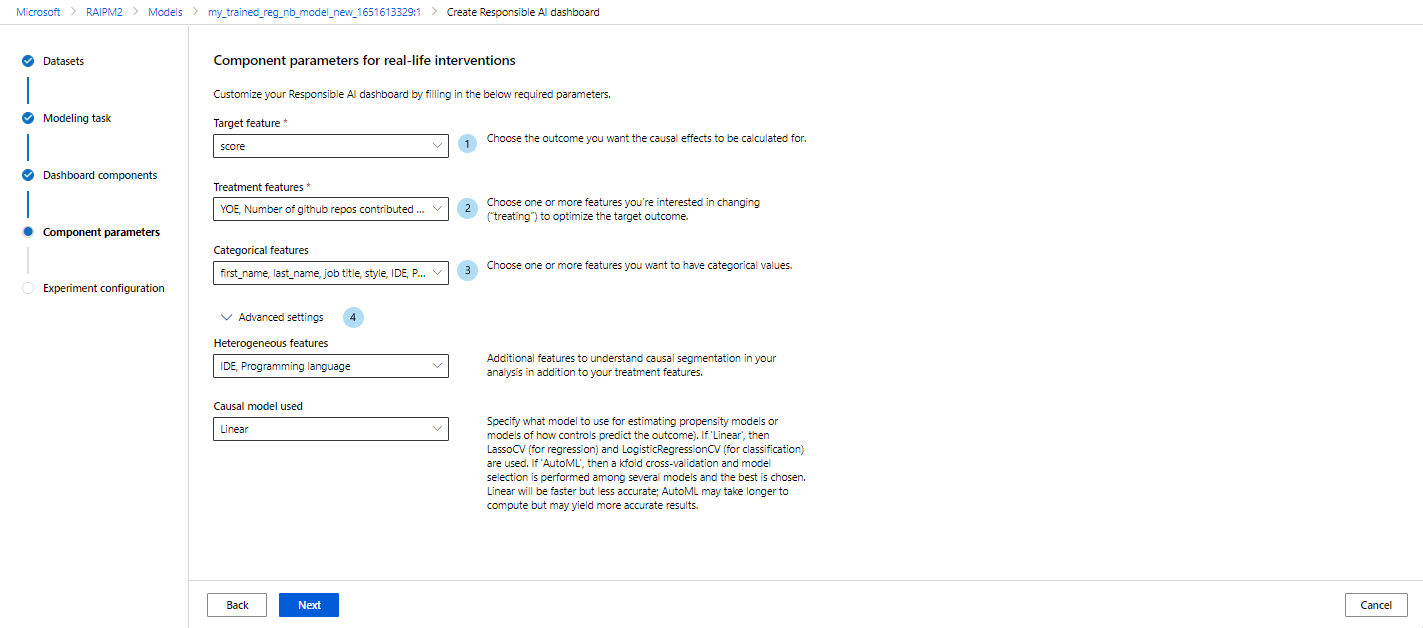 Microsoft > RAIPM2 > Models > my_trained_reg_nb_model_new_1651613329:1 > Create Responsible AI dashboard
Datasets
Modeling task
Dashboard components
Component parameters
Experiment configuration
Component parameters for real-life interventions
Customize your Responsible AI dashboard by filling in the below required parameters.
Target feature *
score
1
Choose the outcome you want the causal effects to be calculated for.
Treatment features *
YOE, Number of github repos contributed ...
2
Choose one or more features you're interested in changing
("treating") to optimize the target outcome.
Categorical features
first_name, last_name, job title, style, IDE, P...
3
Choose one or more features you want to have categorical values.
Advanced settings
4
Heterogeneous features
IDE, Programming language
Additional features to understand causal segmentation in your
analysis in addition to your treatment features.
Causal model used
Linear
Specify what model to use for estimating propensity models or
models of how controls predict the outcome). If 'Linear', then
LassoCV (for regression) and LogisticRegressionCV (for classification)
are used. If 'AutoML', then a kfold cross-validation and model
selection is performed among several models and the best is chosen.
Linear will be faster but less accurate; AutoML may take longer to
compute but may yield more accurate results.
Back
Next
Cancel